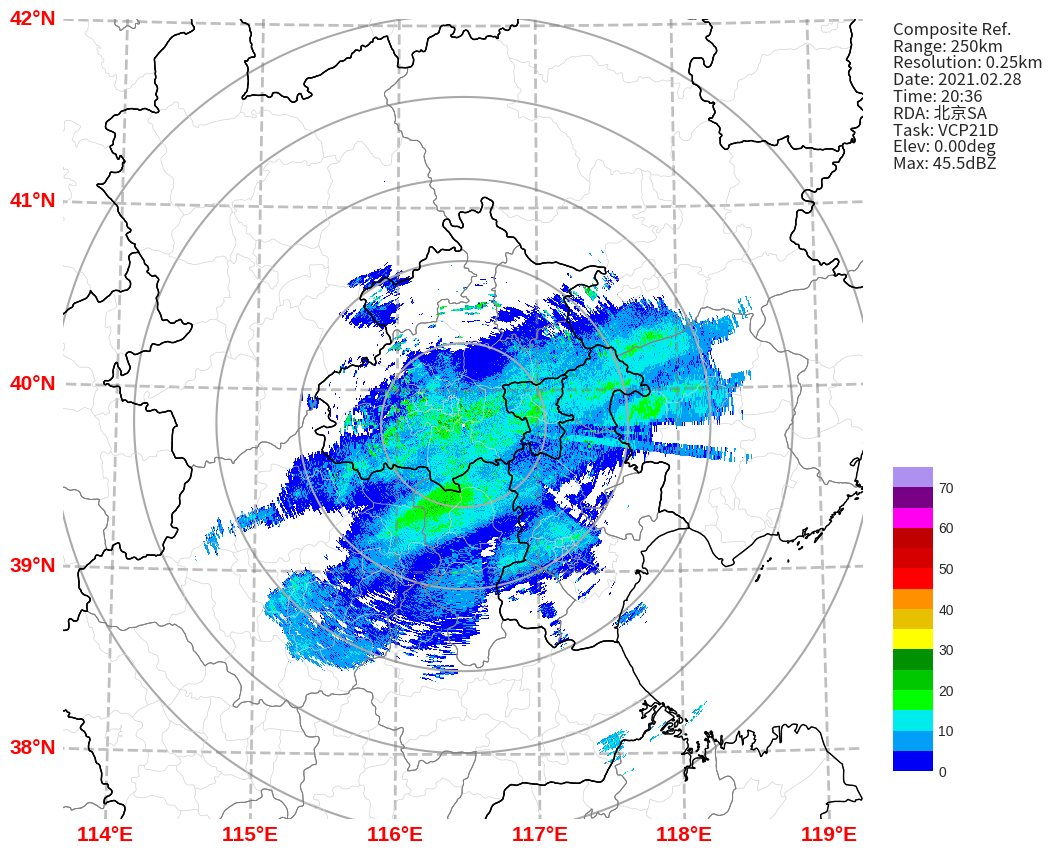 42°N
41°N
40°N
39°N
38°N
114°E 115°E 116°E 117°E 118°E 119°E
Composite Ref.
Range: 250km
Resolution: 0.25km
Date: 2021.02.28
Time: 20:36
RDA: 北京SA
Task: VCP21D
Elev: 0.00deg
Max: 45.5dBZ
70
60
50
40
30
20
10
0